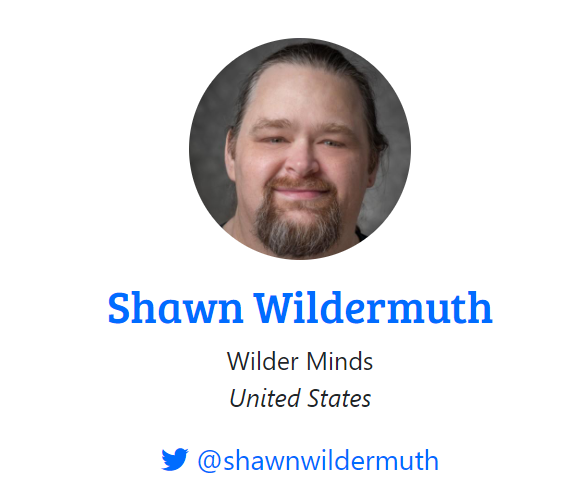 Shawn Wildermuth
Wilder Minds
United States
@shawnwildermuth